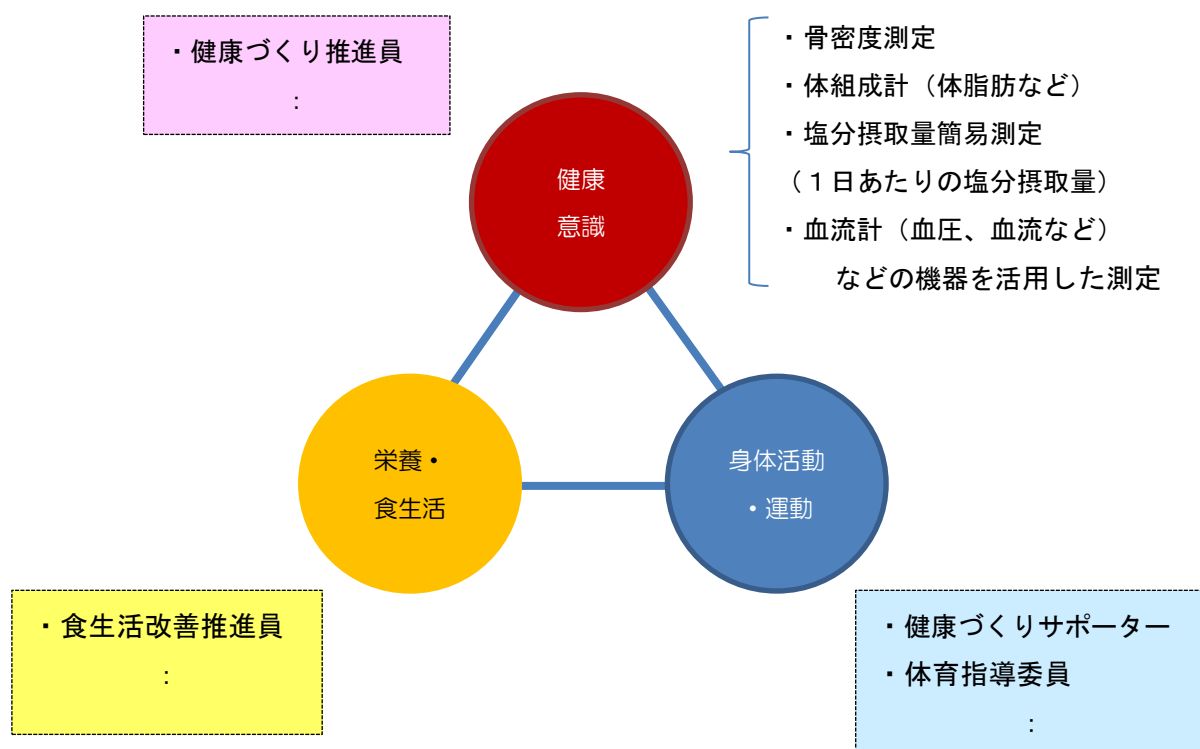 ・健康づくり推進員
:
・骨密度測定
・体組成計（体脂肪など）
・塩分摂取量簡易測定
（１日あたりの塩分摂取量）
・血流計（血圧、血流など）
などの機器を活用した測定
健康
意識
栄養・
食生活
身体活動
・運動
・食生活改善推進員
:
・健康づくりサポーター
・体育指導委員
: